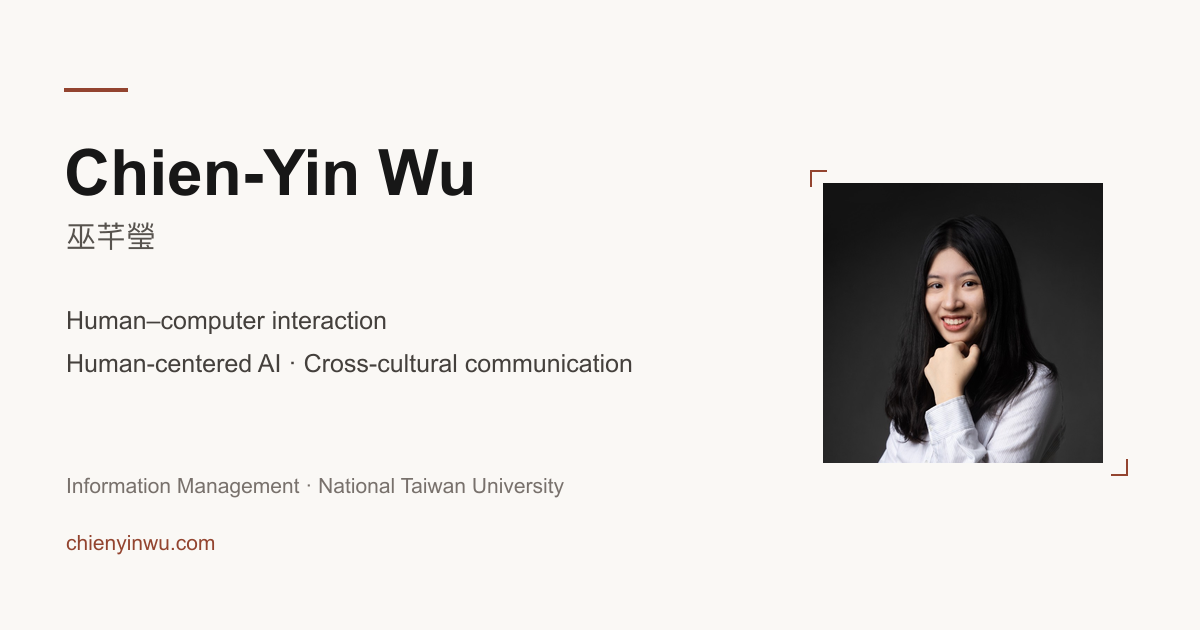 Chien-Yin Wu
巫芊瑩
Human–computer interaction
Human-centered AI · Cross-cultural communication
Information Management · National Taiwan University
chienyinwu.com